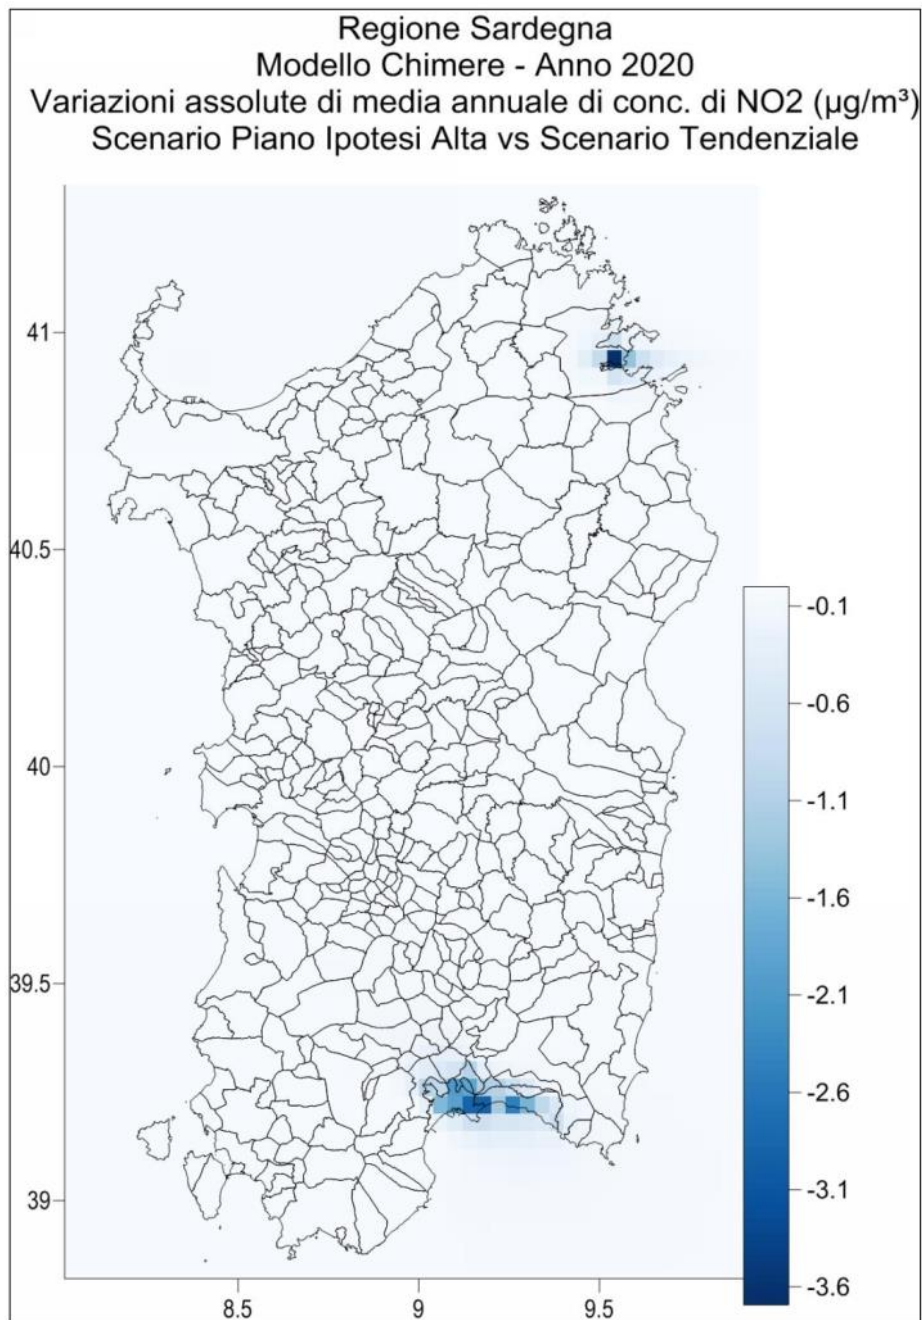 Regione Sardegna
Modello Chimere - Anno 2020
Variazioni assolute di media annuale di conc. di NO2 (µg/m³)
Scenario Piano Ipotesi Alta vs Scenario Tendenziale
41
40.5
40
39.5
39
8.5 9 9.5
-0.1
-0.6
-1.1
-1.6
-2.1
-2.6
-3.1
-3.6